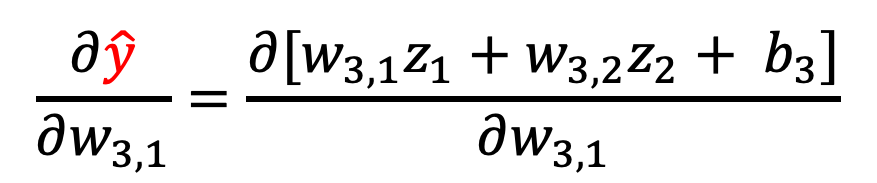 ∂ŷ / ∂w₃,₁ = ∂[w₃,₁z₁ + w₃,₂z₂ + b₃] / ∂w₃,₁